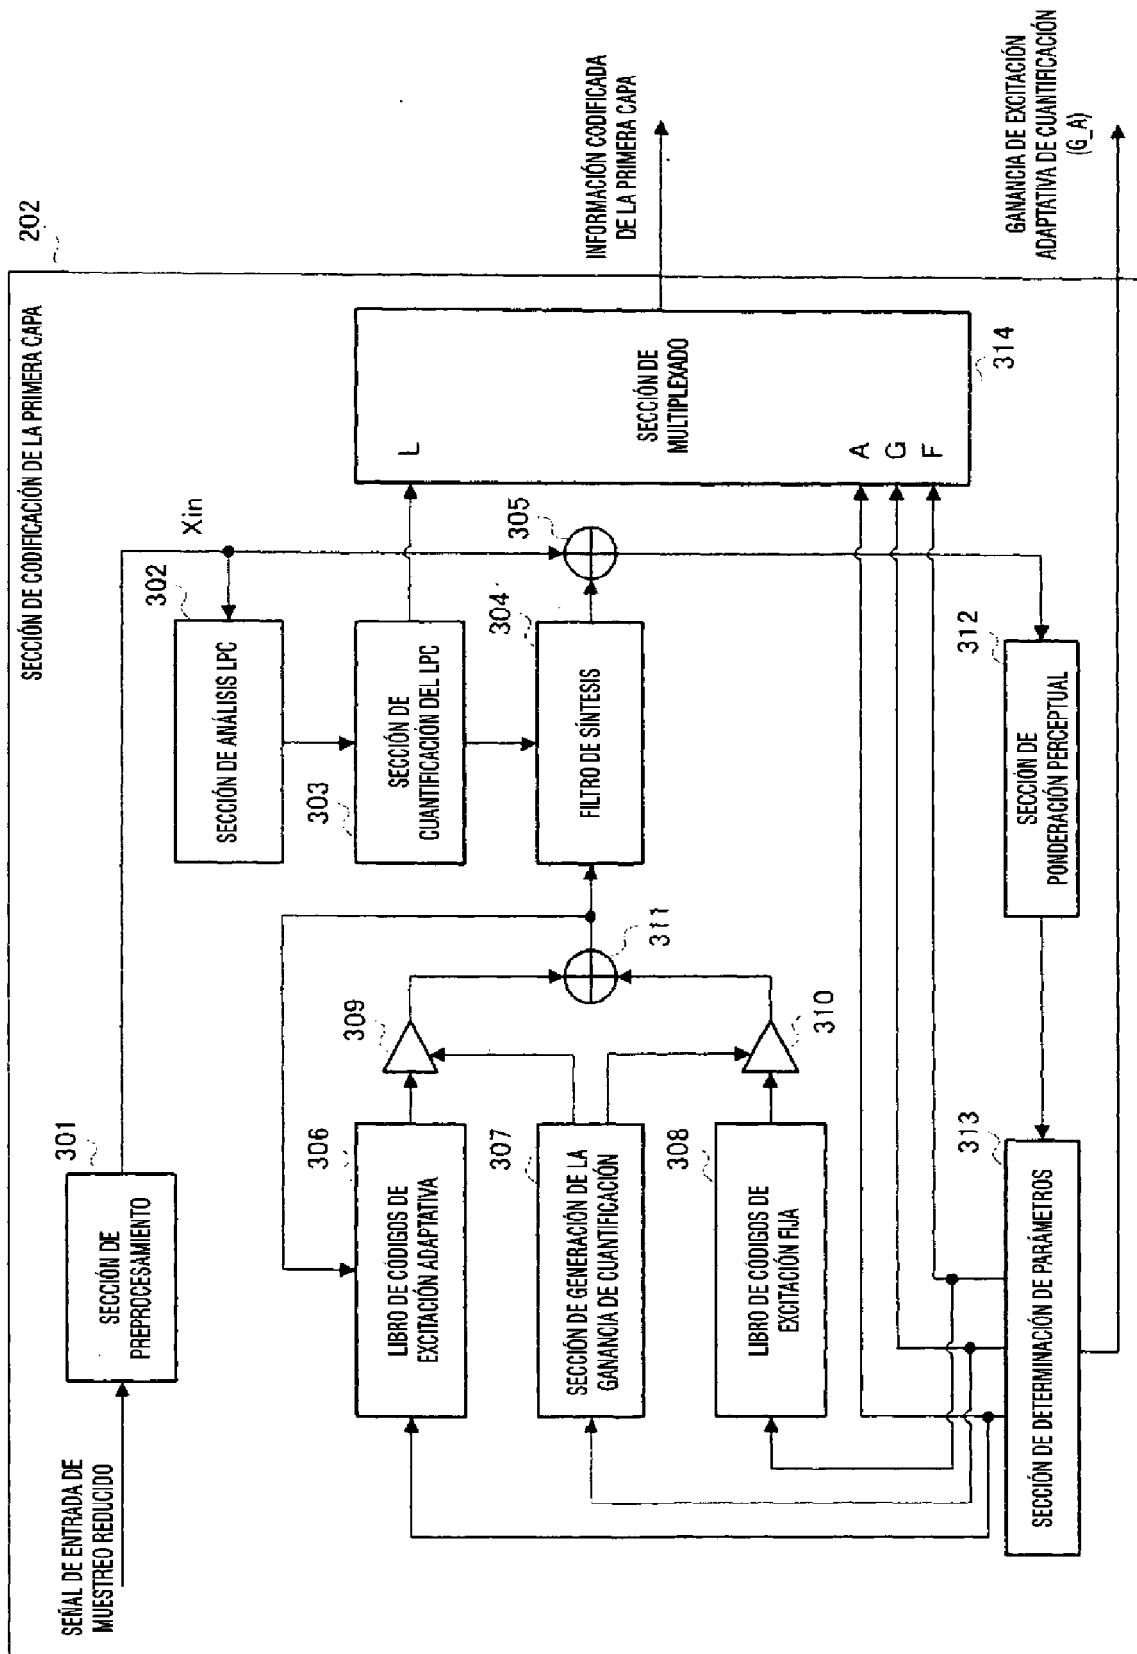 SECCIÓN DE CODIFICACIÓN DE LA PRIMERA CAPA
202
SEÑAL DE ENTRADA DE
MUESTREO REDUCIDO
301
SECCIÓN DE
PREPROCESAMIENTO
Xin
302
SECCIÓN DE ANÁLISIS LPC
303
SECCIÓN DE
CUANTIFICACIÓN DEL LPC
304
FILTRO DE SÍNTESIS
305
306
LIBRO DE CÓDIGOS DE
EXCITACIÓN ADAPTATIVA
307
SECCIÓN DE GENERACIÓN DE LA
GANANCIA DE CUANTIFICACIÓN
308
LIBRO DE CÓDIGOS DE
EXCITACIÓN FIJA
309
310
311
312
SECCIÓN DE
PONDERACIÓN PERCEPTUAL
313
SECCIÓN DE DETERMINACIÓN DE PARÁMETROS
L
A
G
F
SECCIÓN DE
MULTIPLEXADO
314
INFORMACIÓN CODIFICADA
DE LA PRIMERA CAPA
GANANCIA DE EXCITACIÓN
ADAPTATIVA DE CUANTIFICACIÓN
(G_A)